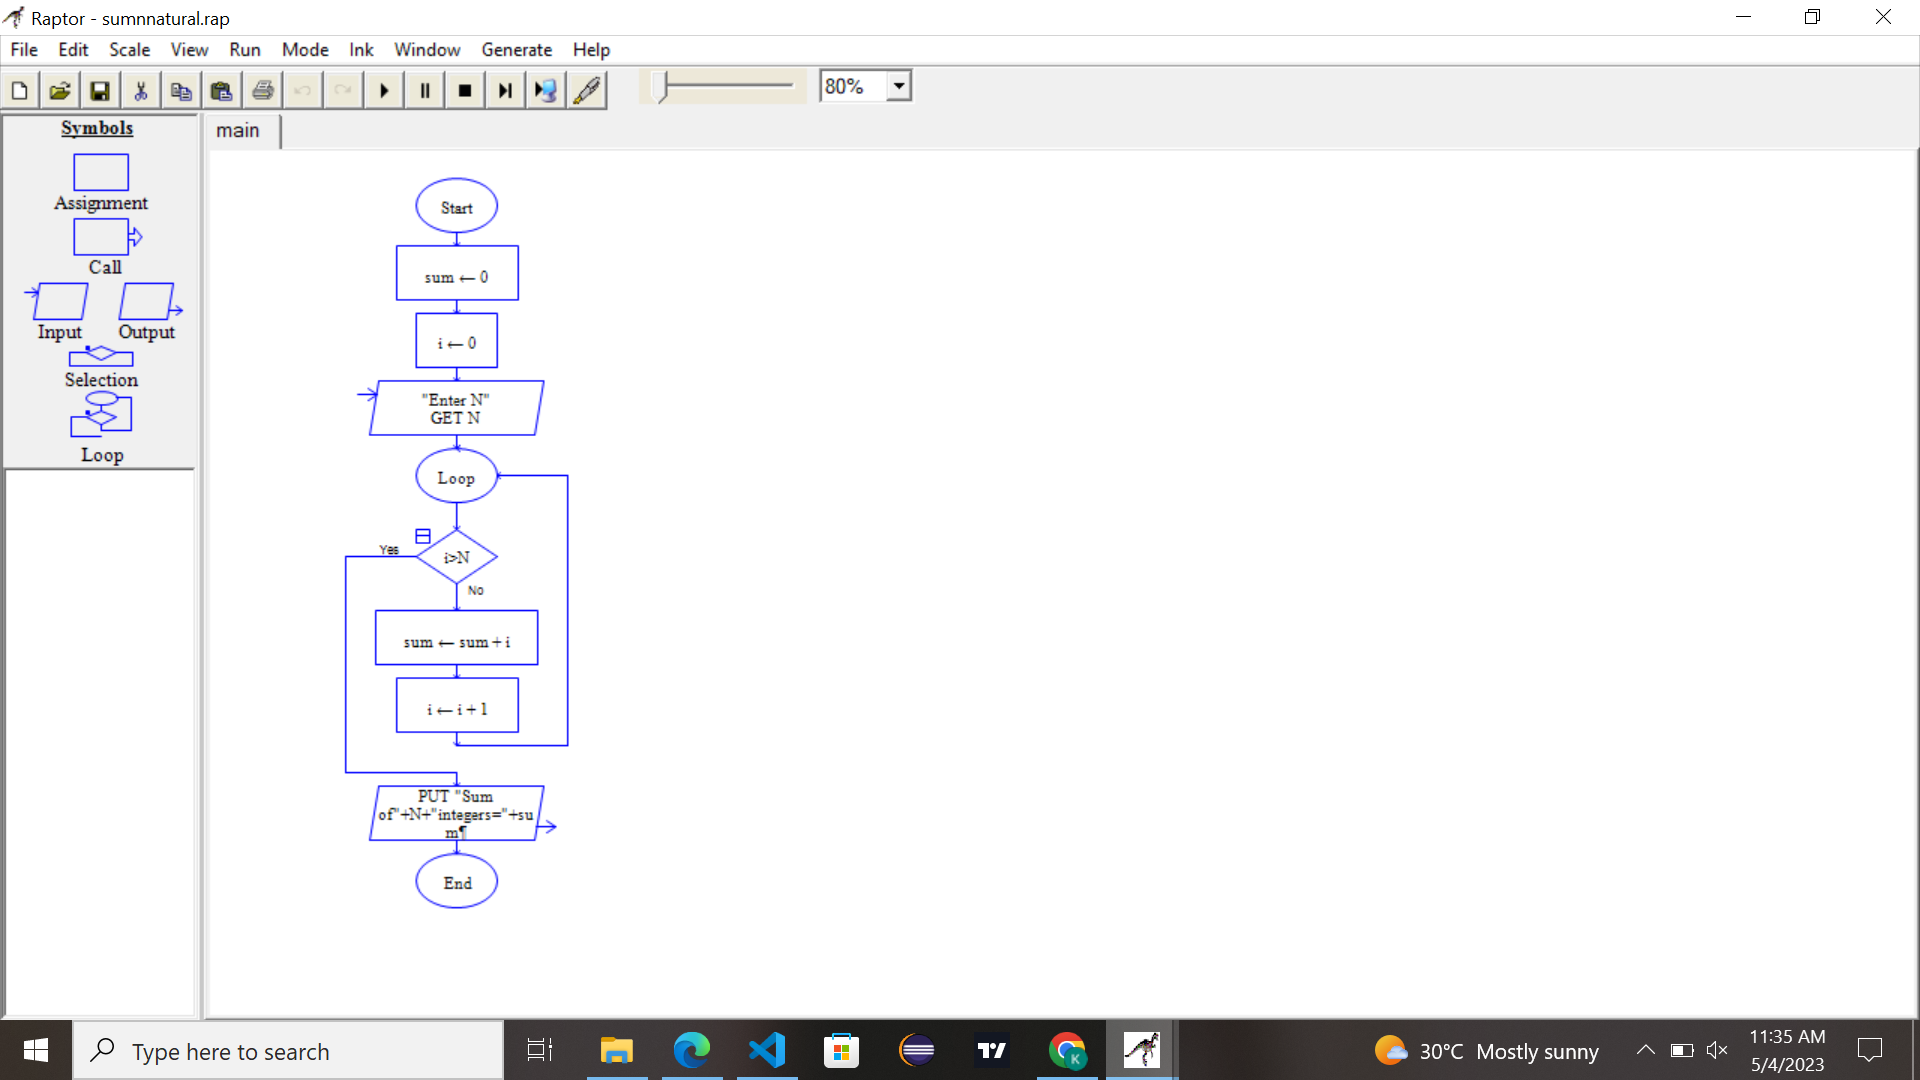 Raptor - sumnnatural.rap
File Edit Scale View Run Mode Ink Window Generate Help
80%
Symbols
Assignment
Call
Input Output
Selection
Loop
main
Start
sum ← 0
i ← 0
"Enter N"
GET N
Loop
Yes
i>N
No
sum ← sum + i
i ← i + 1
PUT "Sum
of"+N+"integers="+su
m¶
End
Type here to search
K
30°C Mostly sunny
11:35 AM
5/4/2023